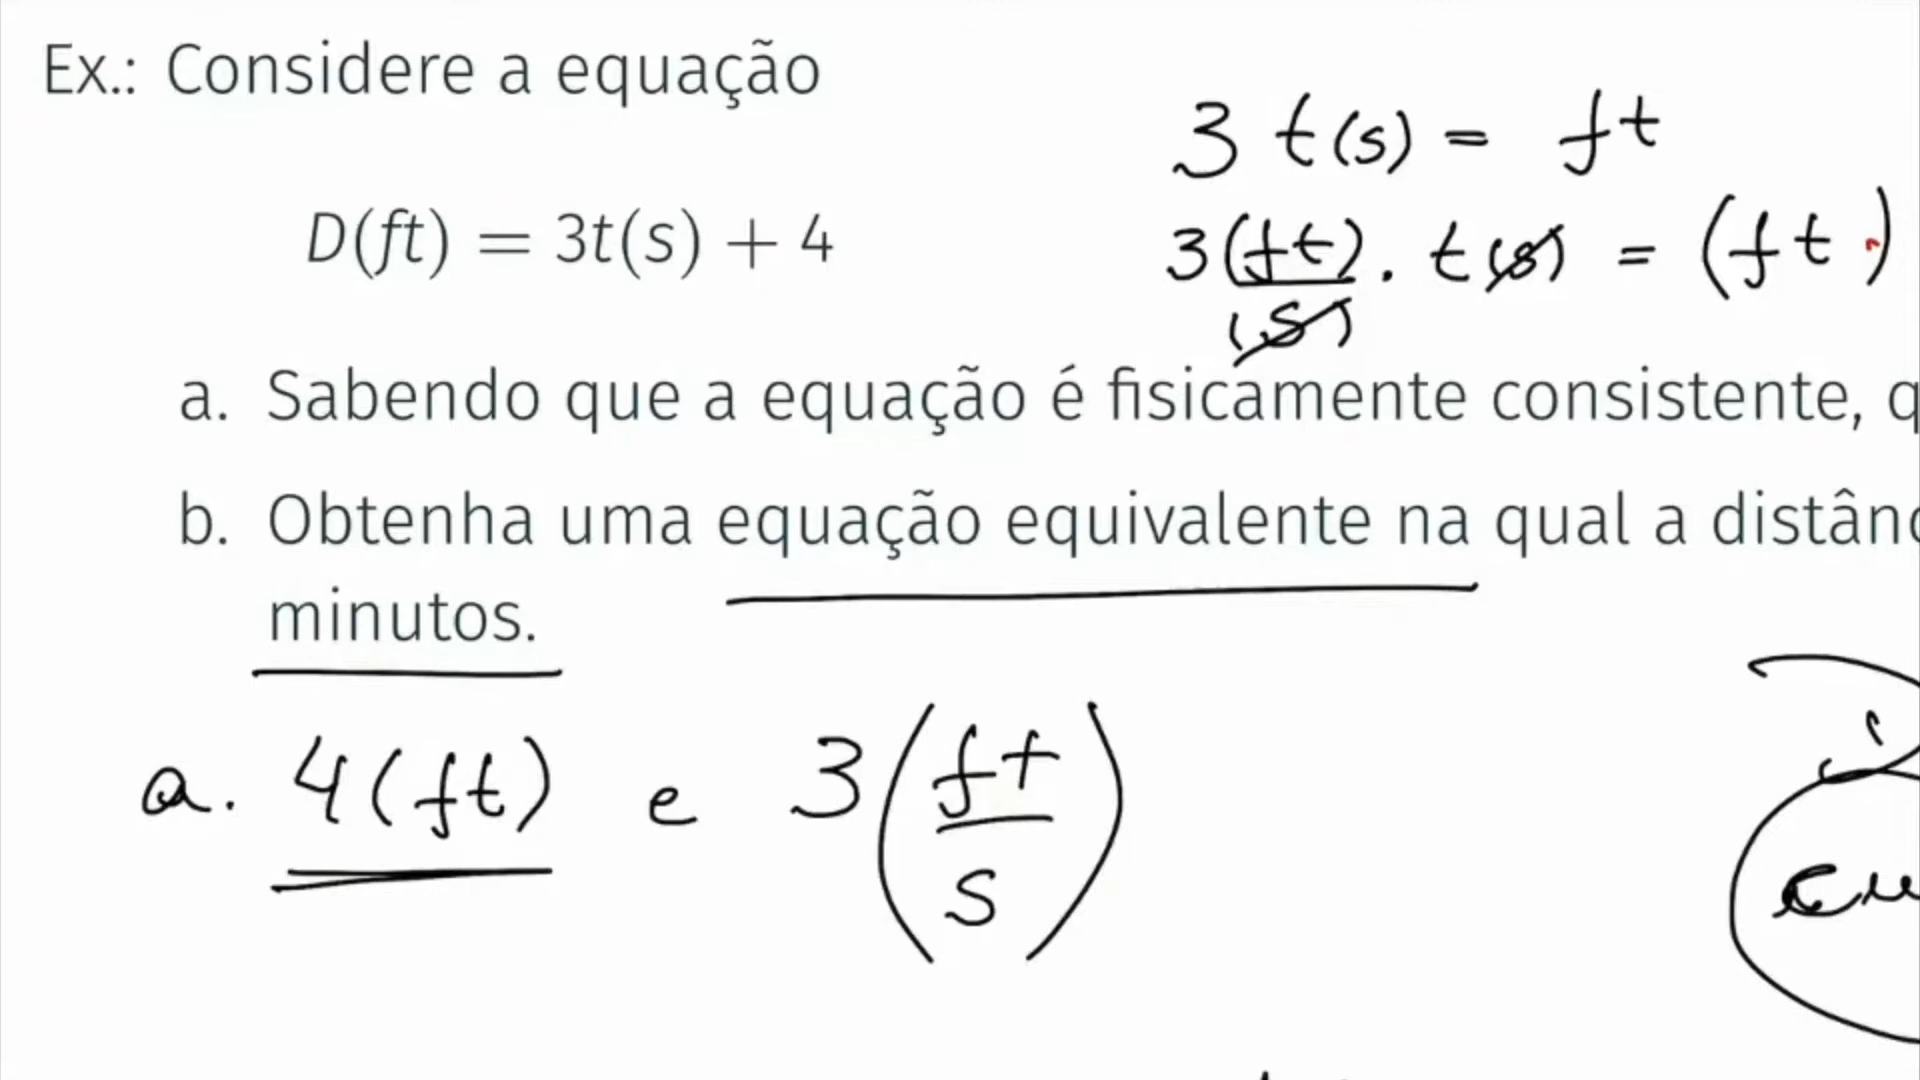 Ex.: Considere a equação
3 t(s) = ft
D(ft) = 3t(s) + 4
3 (ft)/(s) . t(s) = (ft)
a. Sabendo que a equação é fisicamente consistente, q
b. Obtenha uma equação equivalente na qual a distânc
minutos.
a. 4(ft) e 3(ft/s)